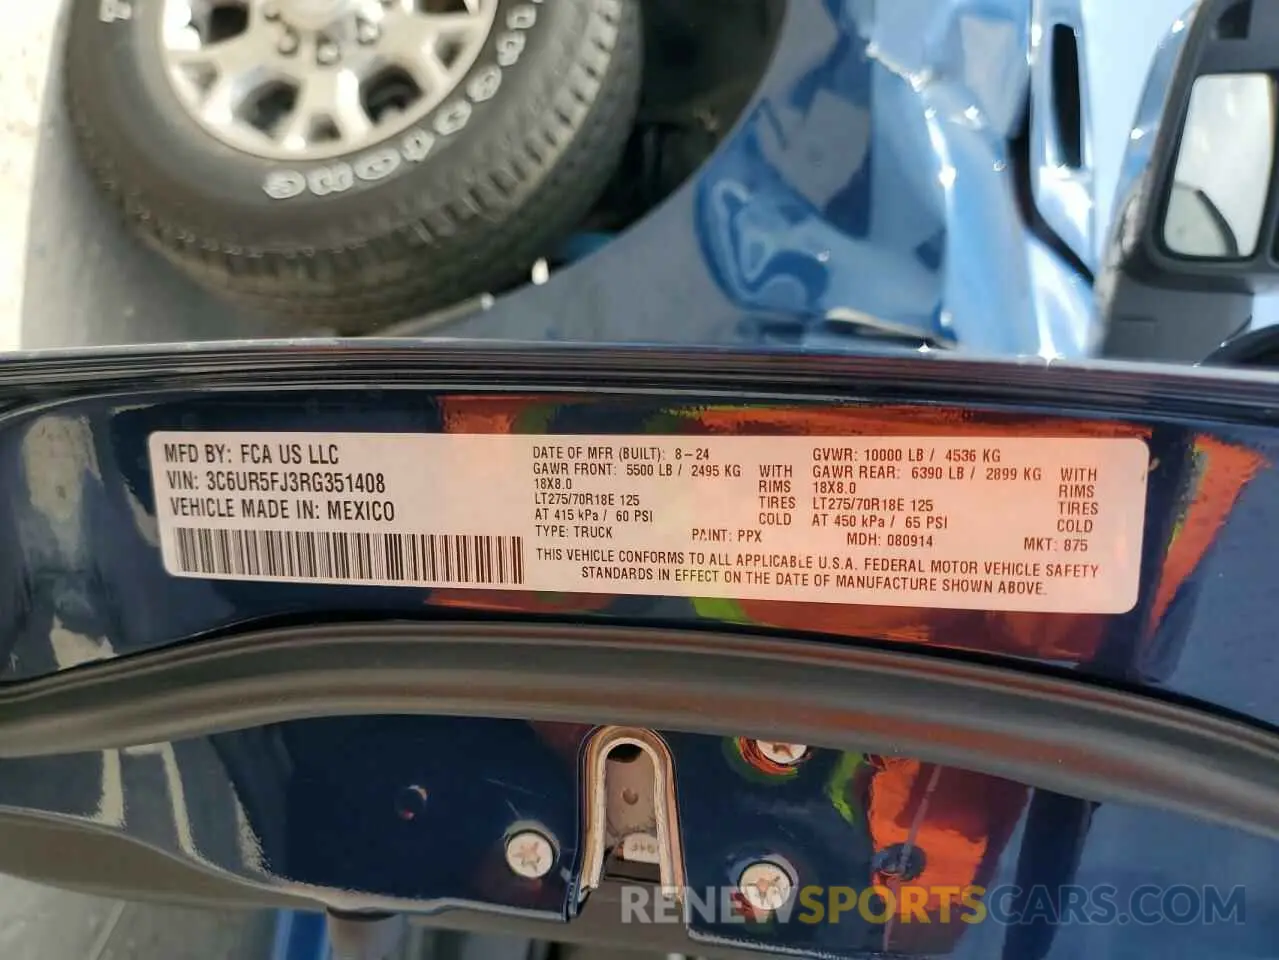 MFD BY: FCA US LLC
VIN: 3C6UR5FJ3RG351408
VEHICLE MADE IN: MEXICO
DATE OF MFR (BUILT): 8-24
GAWR FRONT: 5500 LB / 2495 KG WITH
18X8.0 RIMS
LT275/70R18E 125 TIRES
AT 415 kPa / 60 PSI COLD
TYPE: TRUCK PAINT: PPX
GVWR: 10000 LB / 4536 KG
GAWR REAR: 6390 LB / 2899 KG WITH
18X8.0 RIMS
LT275/70R18E 125 TIRES
AT 450 kPa / 65 PSI COLD
MDH: 080914 MKT: 875
THIS VEHICLE CONFORMS TO ALL APPLICABLE U.S.A. FEDERAL MOTOR VEHICLE SAFETY
STANDARDS IN EFFECT ON THE DATE OF MANUFACTURE SHOWN ABOVE.
RENEWSPORTSCARS.COM